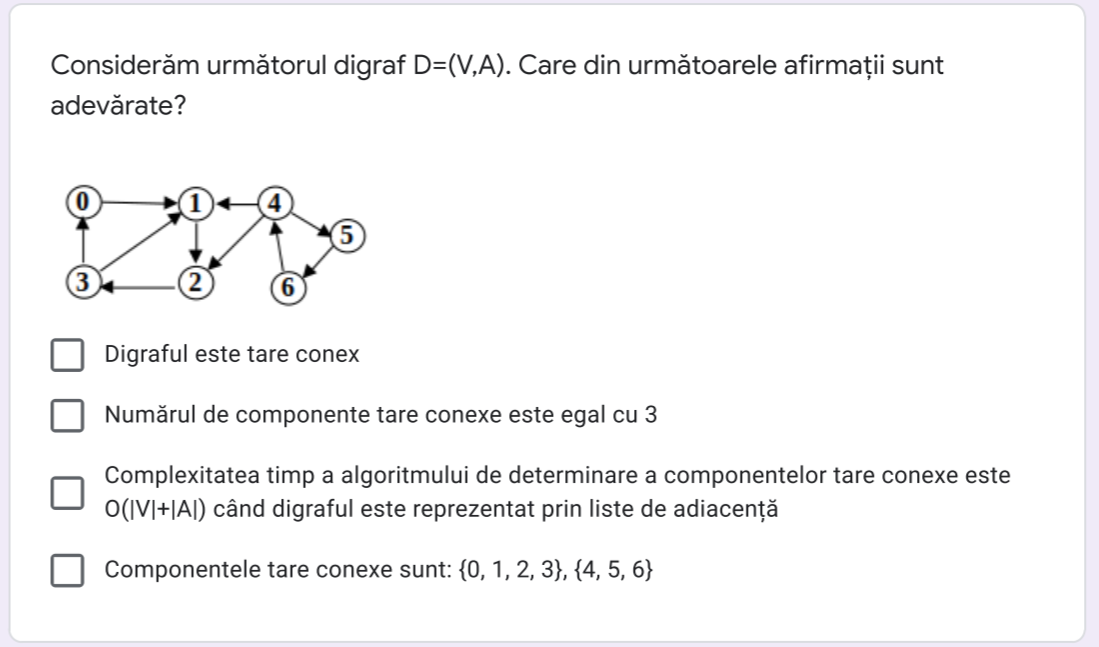 Considerăm următorul digraf D=(V,A). Care din următoarele afirmații sunt
adevărate?
0 1 4
5
3 2 6
Digraful este tare conex
Numărul de componente tare conexe este egal cu 3
Complexitatea timp a algoritmului de determinare a componentelor tare conexe este
O(|V|+|A|) când digraful este reprezentat prin liste de adiacență
Componentele tare conexe sunt: {0, 1, 2, 3}, {4, 5, 6}